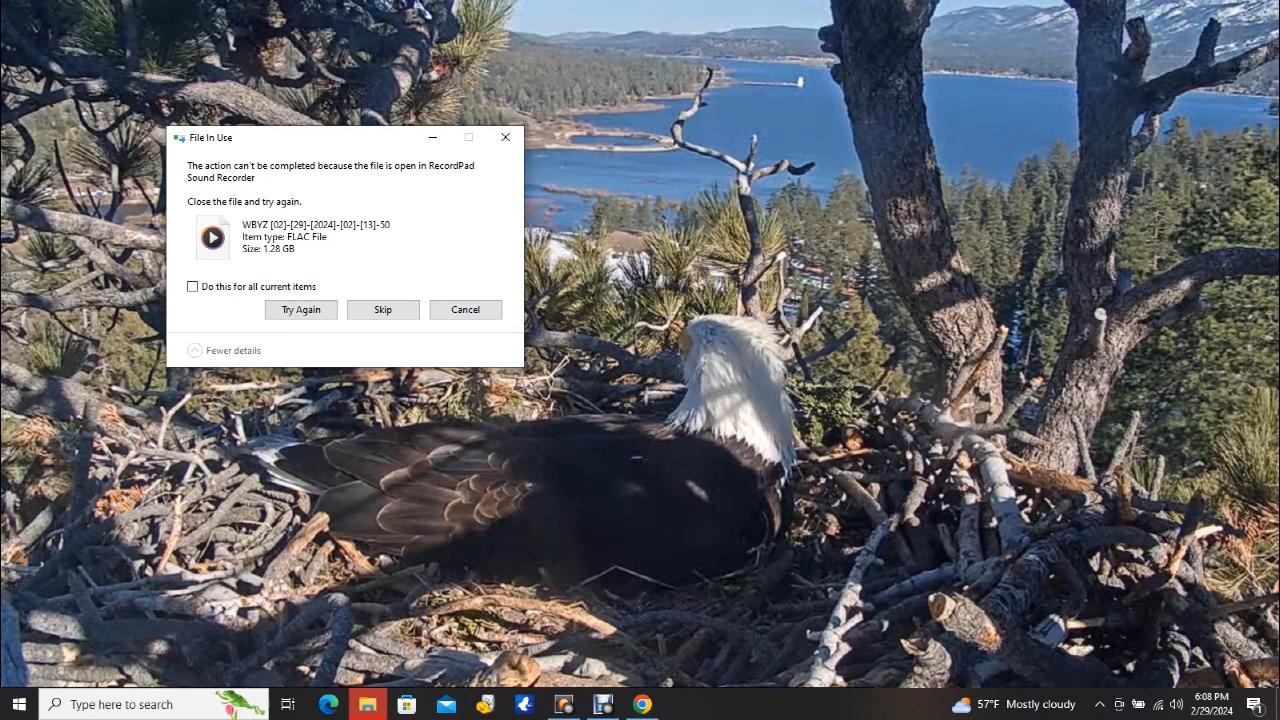 File In Use
The action can't be completed because the file is open in RecordPad
Sound Recorder
Close the file and try again.
WBYZ [02]-[29]-[2024]-[02]-[13]-50
Item type: FLAC File
Size: 1.28 GB
Do this for all current items
Try Again
Skip
Cancel
Fewer details
Type here to search
57°F Mostly cloudy
6:08 PM
2/29/2024
1